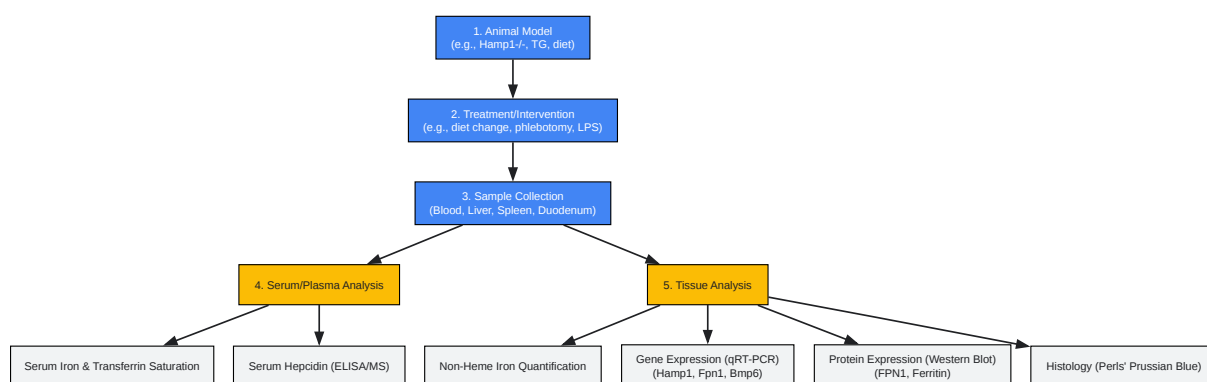 1. Animal Model
(e.g., Hamp1-/-, TG, diet)
2. Treatment/Intervention
(e.g., diet change, phlebotomy, LPS)
3. Sample Collection
(Blood, Liver, Spleen, Duodenum)
4. Serum/Plasma Analysis
5. Tissue Analysis
Serum Iron & Transferrin Saturation
Serum Hepcidin (ELISA/MS)
Non-Heme Iron Quantification
Gene Expression (qRT-PCR)
(Hamp1, Fpn1, Bmp6)
Protein Expression (Western Blot)
(FPN1, Ferritin)
Histology (Perls' Prussian Blue)